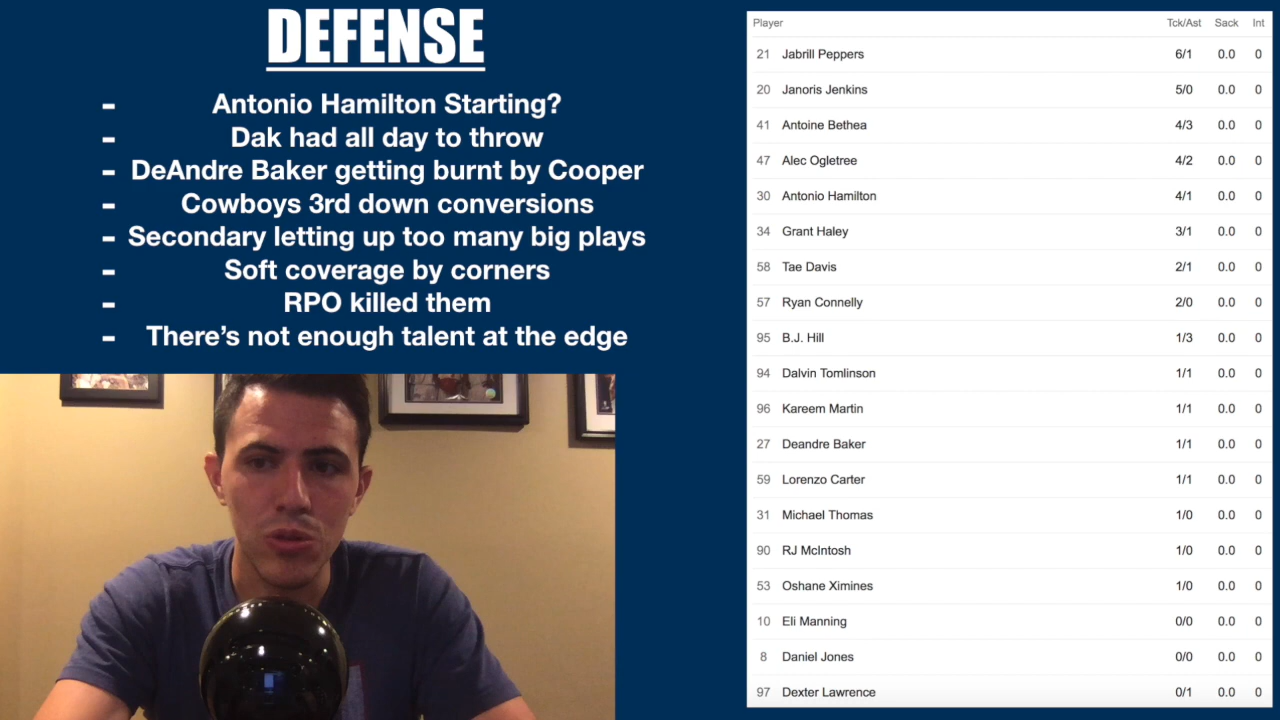 DEFENSE
- Antonio Hamilton Starting?
- Dak had all day to throw
- DeAndre Baker getting burnt by Cooper
- Cowboys 3rd down conversions
- Secondary letting up too many big plays
- Soft coverage by corners
- RPO killed them
- There's not enough talent at the edge
Player Tck/Ast Sack Int
21 Jabrill Peppers 6/1 0.0 0
20 Janoris Jenkins 5/0 0.0 0
41 Antoine Bethea 4/3 0.0 0
47 Alec Ogletree 4/2 0.0 0
30 Antonio Hamilton 4/1 0.0 0
34 Grant Haley 3/1 0.0 0
58 Tae Davis 2/1 0.0 0
57 Ryan Connelly 2/0 0.0 0
95 B.J. Hill 1/3 0.0 0
94 Dalvin Tomlinson 1/1 0.0 0
96 Kareem Martin 1/1 0.0 0
27 Deandre Baker 1/1 0.0 0
59 Lorenzo Carter 1/1 0.0 0
31 Michael Thomas 1/0 0.0 0
90 RJ McIntosh 1/0 0.0 0
53 Oshane Ximines 1/0 0.0 0
10 Eli Manning 0/0 0.0 0
8 Daniel Jones 0/0 0.0 0
97 Dexter Lawrence 0/1 0.0 0